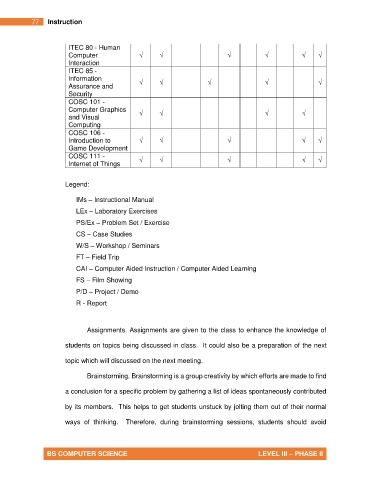 77 Instruction
ITEC 80 - Human
Computer √ √ √ √ √ √
Interaction
ITEC 85 -
Information
Assurance and √ √ √ √ √
Security
COSC 101 -
Computer Graphics
and Visual √ √ √ √
Computing
COSC 106 -
Introduction to √ √ √ √ √
Game Development
COSC 111 -
Internet of Things √ √ √ √ √
Legend:
IMs – Instructional Manual
LEx – Laboratory Exercises
PS/Ex – Problem Set / Exercise
CS – Case Studies
W/S – Workshop / Seminars
FT – Field Trip
CAI – Computer Aided Instruction / Computer Aided Learning
FS – Film Showing
P/D – Project / Demo
R - Report
Assignments. Assignments are given to the class to enhance the knowledge of
students on topics being discussed in class. It could also be a preparation of the next
topic which will discussed on the next meeting.
Brainstorming. Brainstorming is a group creativity by which efforts are made to find
a conclusion for a specific problem by gathering a list of ideas spontaneously contributed
by its members. This helps to get students unstuck by jolting them out of their normal
ways of thinking. Therefore, during brainstorming sessions, students should avoid
BS COMPUTER SCIENCE LEVEL III – PHASE II